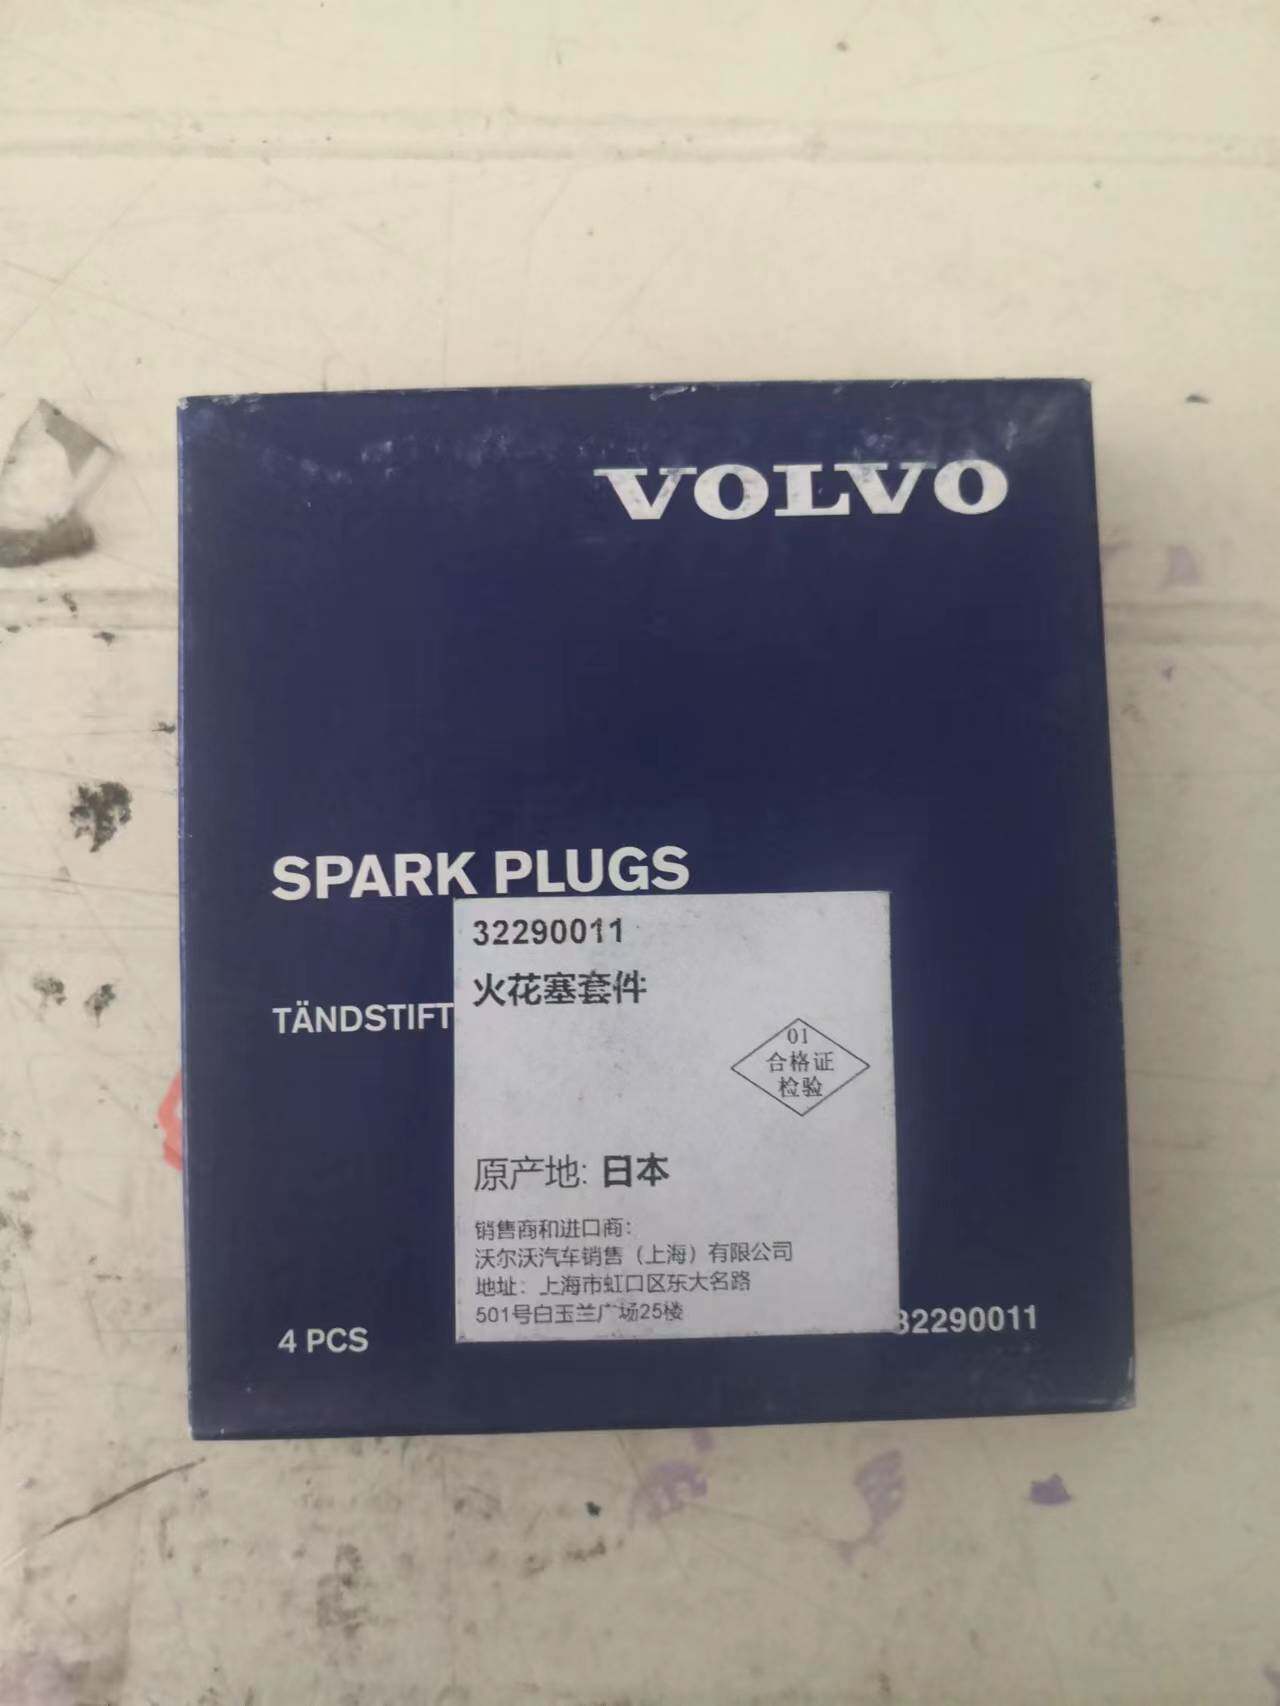 VOLVO
SPARK PLUGS
32290011
火花塞套件
TÄNDSTIFT
01
合格证
检验
原产地: 日本
销售商和进口商:
沃尔沃汽车销售（上海）有限公司
地址: 上海市虹口区东大名路
501号白玉兰广场25楼
4 PCS
32290011